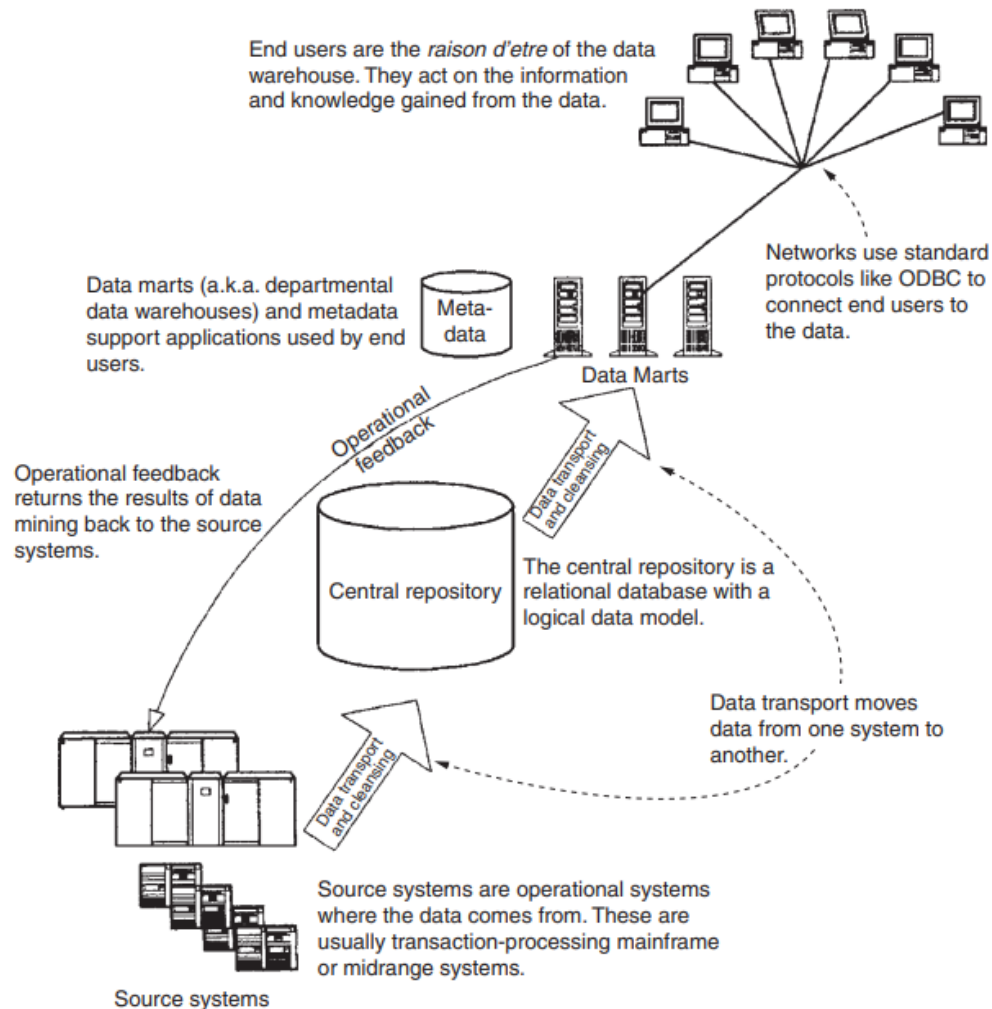 End users are the raison d'etre of the data
warehouse. They act on the information
and knowledge gained from the data.
Networks use standard
protocols like ODBC to
connect end users to
the data.
Data marts (a.k.a. departmental
data warehouses) and metadata
support applications used by end
users.
Meta-
data
Data Marts
Operational
feedback
Data transport
and cleansing
Operational feedback
returns the results of data
mining back to the source
systems.
Central repository
The central repository is a
relational database with a
logical data model.
Data transport moves
data from one system to
another.
Data transport
and cleansing
Source systems are operational systems
where the data comes from. These are
usually transaction-processing mainframe
or midrange systems.
Source systems